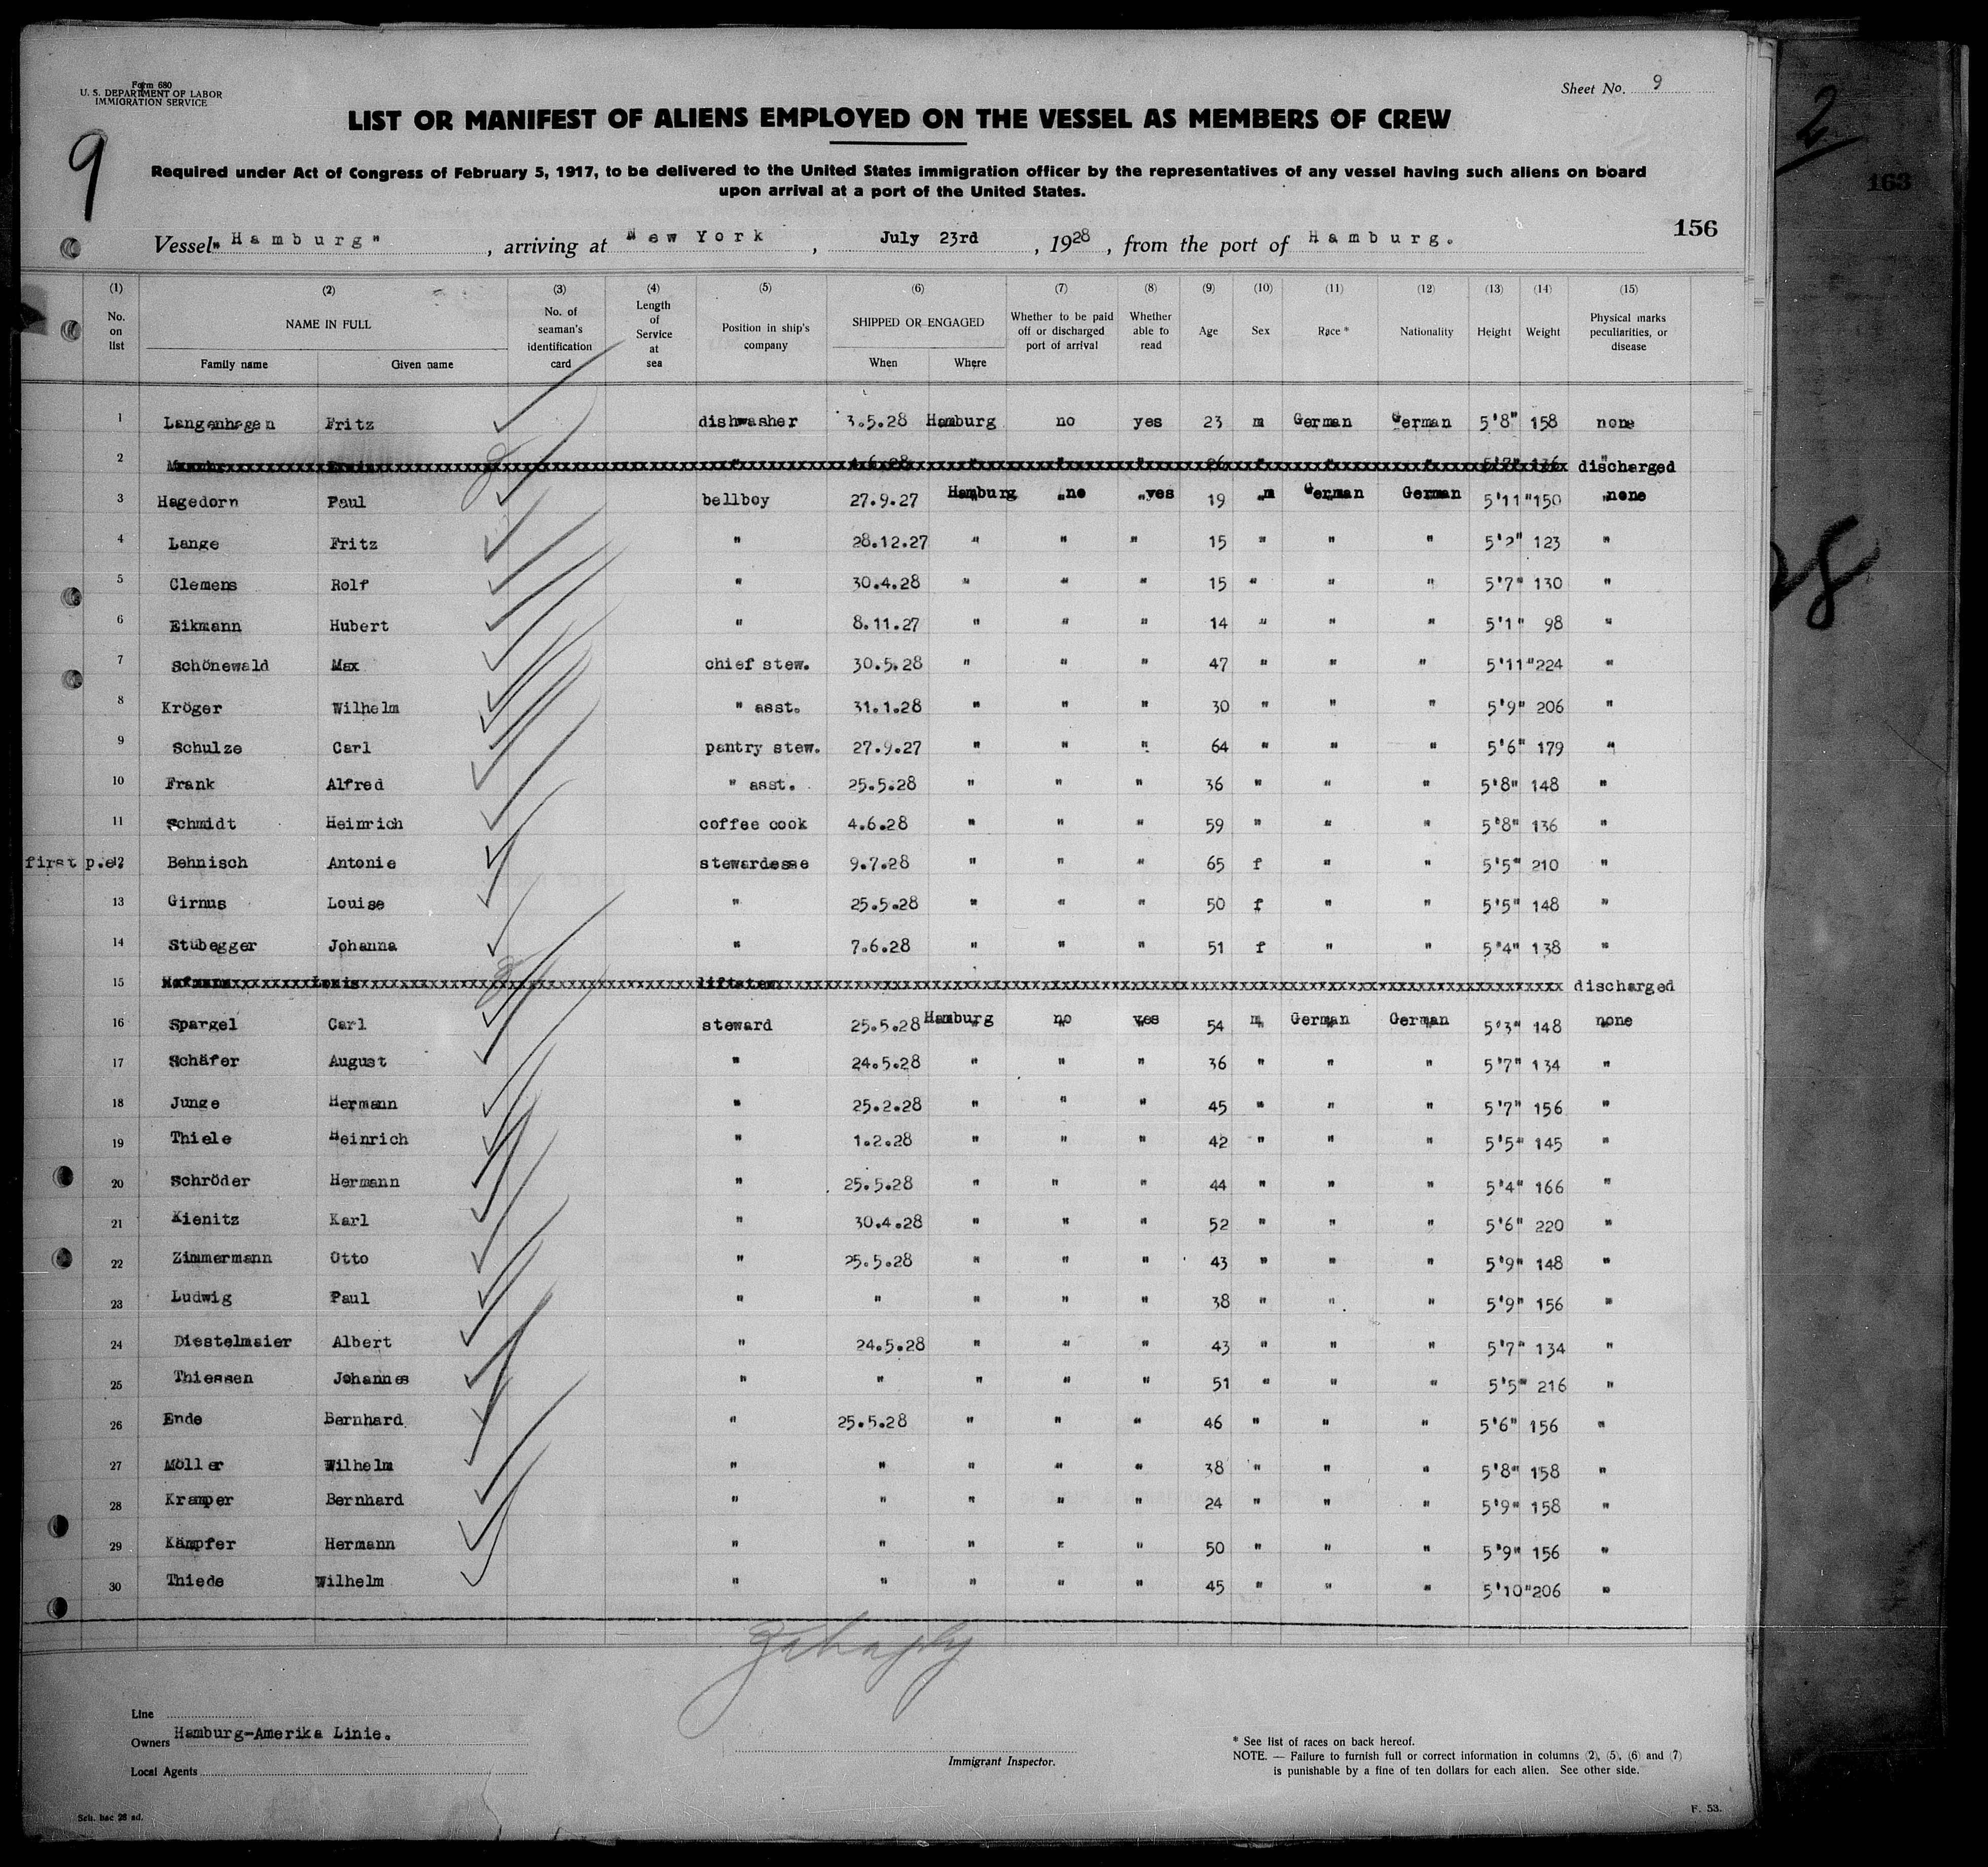 Form 680
U. S. DEPARTMENT OF LABOR
IMMIGRATION SERVICE
Sheet No. 9
LIST OR MANIFEST OF ALIENS EMPLOYED ON THE VESSEL AS MEMBERS OF CREW
9
2
163
Required under Act of Congress of February 5, 1917, to be delivered to the United States immigration officer by the representatives of any vessel having such aliens on board
upon arrival at a port of the United States.
156
Vessel "Hamburg", arriving at New York, July 23rd, 1928, from the port of Hamburg.
(1) (2) (3) (4) (5) (6) (7) (8) (9) (10) (11) (12) (13) (14) (15)
No. on list NAME IN FULL Family name Given name No. of seaman's identification card Length of Service at sea Position in ship's company SHIPPED OR ENGAGED When Where Whether to be paid off or discharged port of arrival Whether able to read Age Sex Race * Nationality Height Weight Physical marks peculiarities, or disease
1 Langenhagen Fritz dishwasher 3.5.28 Hamburg no yes 23 m German German 5'8" 158 none
2 discharged
3 Hagedorn Paul bellboy 27.9.27 Hamburg no yes 19 m German German 5'11" 150 none
4 Lange Fritz " 28.12.27 " " " 15 " " " 5'2" 123 "
5 Clemens Rolf " 30.4.28 " " " 15 " " " 5'7" 130 "
6 Eikmann Hubert " 8.11.27 " " " 14 " " " 5'1" 98 "
7 Schönewald Max chief stew. 30.5.28 " " " 47 " " " 5'11" 224 "
8 Kröger Wilhelm " asst. 31.1.28 " " " 30 " " " 5'9" 206 "
9 Schulze Carl pantry stew. 27.9.27 " " " 64 " " " 5'6" 179 "
10 Frank Alfred " asst. 25.5.28 " " " 36 " " " 5'8" 148 "
11 Schmidt Heinrich coffee cook 4.6.28 " " " 59 " " " 5'8" 136 "
first p.e. 12 Behnisch Antonie stewardesse 9.7.28 " " " 65 f " " 5'5" 210 "
13 Girnus Louise " 25.5.28 " " " 50 f " " 5'5" 148 "
14 Stübegger Johanna " 7.6.28 " " " 51 f " " 5'4" 138 "
15 Hofmann Louis discharged
16 Spargel Carl steward 25.5.28 Hamburg no yes 54 m German German 5'3" 148 none
17 Schäfer August " 24.5.28 " " " 36 " " " 5'7" 134 "
18 Junge Hermann " 25.2.28 " " " 45 " " " 5'7" 156 "
19 Thiele Heinrich " 1.2.28 " " " 42 " " " 5'5" 145 "
20 Schröder Hermann " 25.5.28 " " " 44 " " " 5'4" 166 "
21 Kienitz Karl " 30.4.28 " " " 52 " " " 5'6" 220 "
22 Zimmermann Otto " 25.5.28 " " " 43 " " " 5'9" 148 "
23 Ludwig Paul " " " " " 38 " " " 5'9" 156 "
24 Diestelmaier Albert " 24.5.28 " " " 43 " " " 5'7" 134 "
25 Thiessen Johannes " " " " " 51 " " " 5'5" 216 "
26 Ende Bernhard " 25.5.28 " " " 46 " " " 5'6" 156 "
27 Möller Wilhelm " " " " " 38 " " " 5'8" 158 "
28 Kramper Bernhard " " " " " 24 " " " 5'9" 158 "
29 Kämpfer Hermann " " " " " 50 " " " 5'9" 156 "
30 Thiede Wilhelm " " " " " 45 " " " 5'10" 206 "
Line
Owners Hamburg-Amerika Linie.
Local Agents
Immigrant Inspector.
* See list of races on back hereof.
NOTE. — Failure to furnish full or correct information in columns (2), (5), (6) and (7)
is punishable by a fine of ten dollars for each alien. See other side.
F. 53.